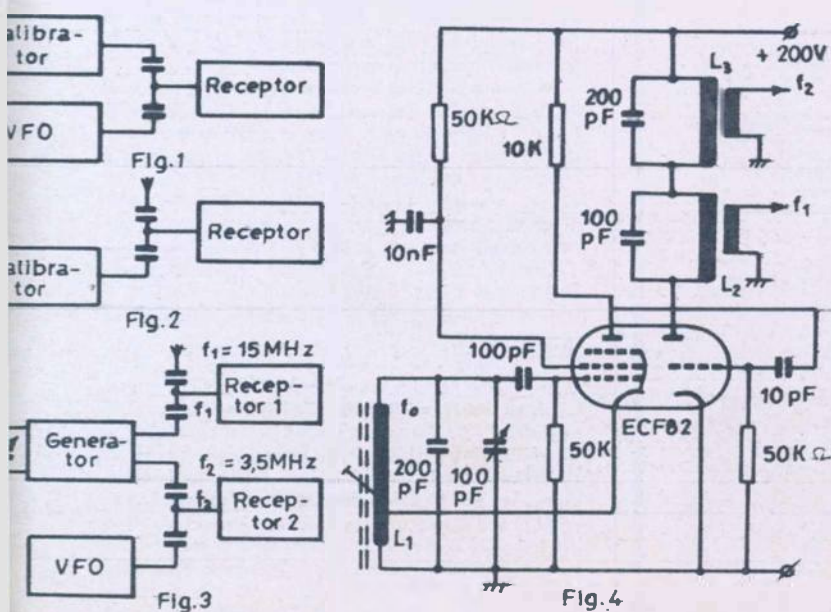 alibra-
tor
Receptor
VFO
Fig.1
alibra-
tor
Receptor
Fig.2
f₁ = 15 MHz
Recep-
tor 1
f₁
Genera-
tor
f₂ = 3,5MHz
f₂
Recep-
tor 2
VFO
Fig.3
+ 200V
L₃
f₂
200
pF
50KΩ
10K
10nF
100
pF
f₁
L₂
100pF
10pF
ECF82
f₀
200
pF
100
pF
50K
50K Ω
L₁
Fig.4